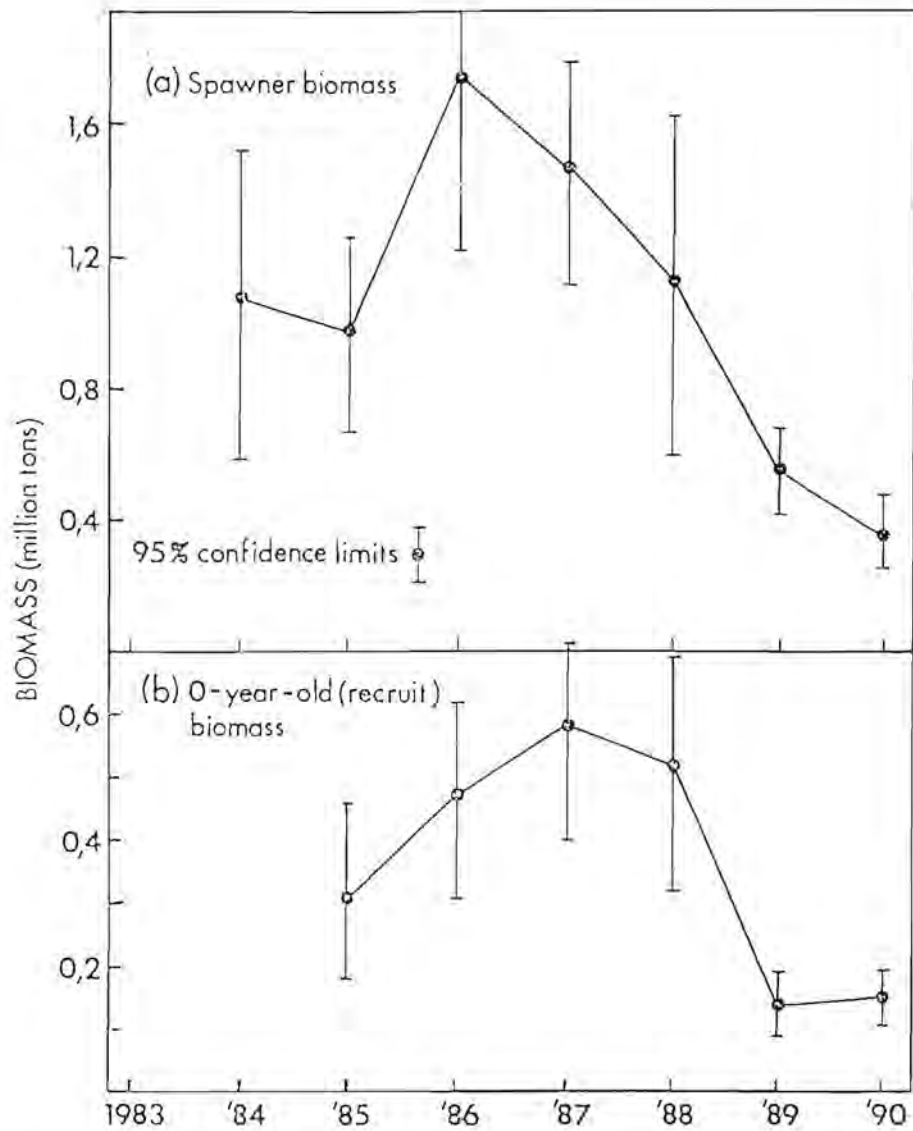 (a) Spawner biomass
1,6
1,2
0,8
0,4
95% confidence limits
BIOMASS (million tons)
(b) 0-year-old (recruit)
biomass
0,6
0,4
0,2
1983 '84 '85 '86 '87 '88 '89 '90